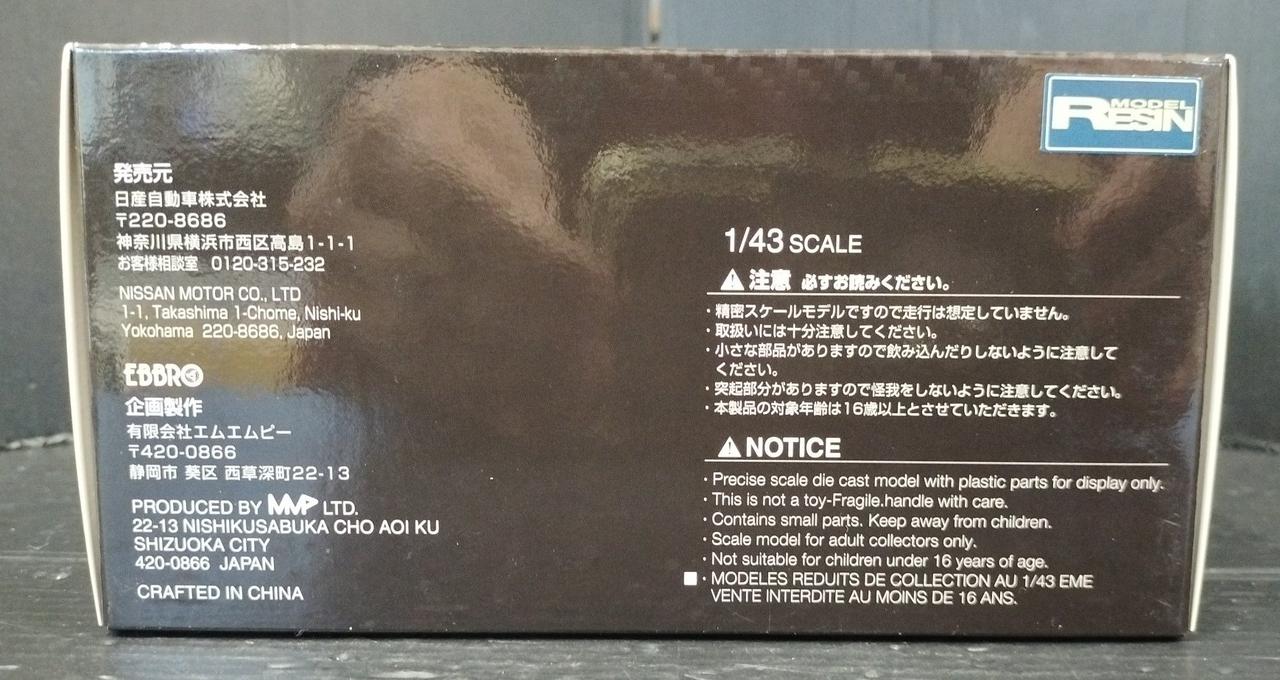 MODEL
RESIN
発売元
日産自動車株式会社
〒220-8686
神奈川県横浜市西区高島1-1-1
お客様相談室 0120-315-232
NISSAN MOTOR CO., LTD
1-1, Takashima 1-Chome, Nishi-ku
Yokohama 220-8686, Japan
EBBRO
企画製作
有限会社エムエムピー
〒420-0866
静岡市 葵区 西草深町22-13
PRODUCED BY MMP LTD.
22-13 NISHIKUSABUKA CHO AOI KU
SHIZUOKA CITY
420-0866 JAPAN
CRAFTED IN CHINA
1/43 SCALE
注意 必ずお読みください。
・精密スケールモデルですので走行は想定していません。
・取扱いには十分注意してください。
・小さな部品がありますので飲み込んだりしないように注意して
ください。
・突起部分がありますので怪我をしないように注意してください。
・本製品の対象年齢は16歳以上とさせていただきます。
NOTICE
・Precise scale die cast model with plastic parts for display only.
・This is not a toy-Fragile.handle with care.
・Contains small parts. Keep away from children.
・Scale model for adult collectors only.
・Not suitable for children under 16 years of age.
■・MODELES REDUITS DE COLLECTION AU 1/43 EME
VENTE INTERDITE AU MOINS DE 16 ANS.